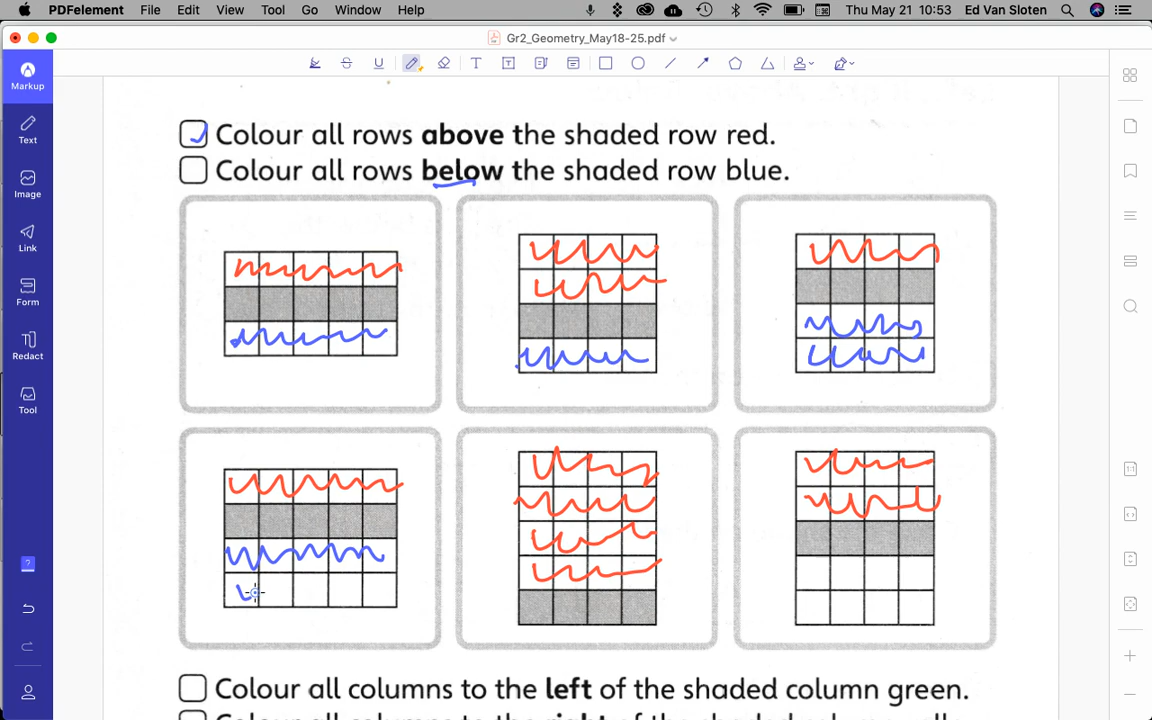 PDFelement File Edit View Tool Go Window Help Thu May 21 10:53 Ed Van Sloten
Gr2_Geometry_May18-25.pdf
Markup
Text
Image
Link
Form
Redact
Tool
?
1:1
Colour all rows above the shaded row red.
Colour all rows below the shaded row blue.
Colour all columns to the left of the shaded column green.